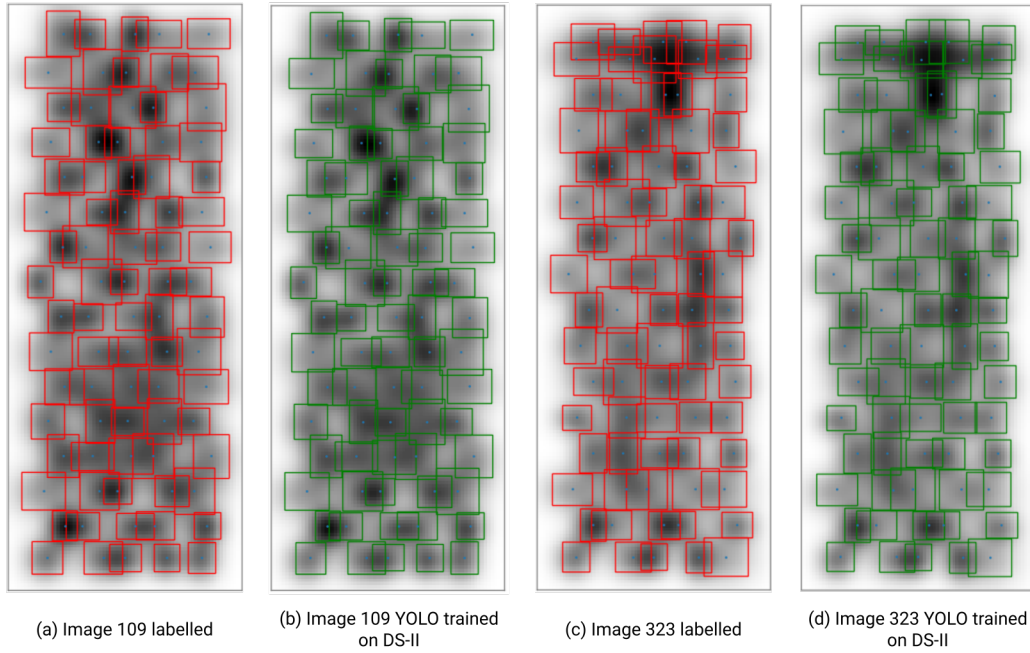 (a) Image 109 labelled
(b) Image 109 YOLO trained
on DS-II
(c) Image 323 labelled
(d) Image 323 YOLO trained
on DS-II